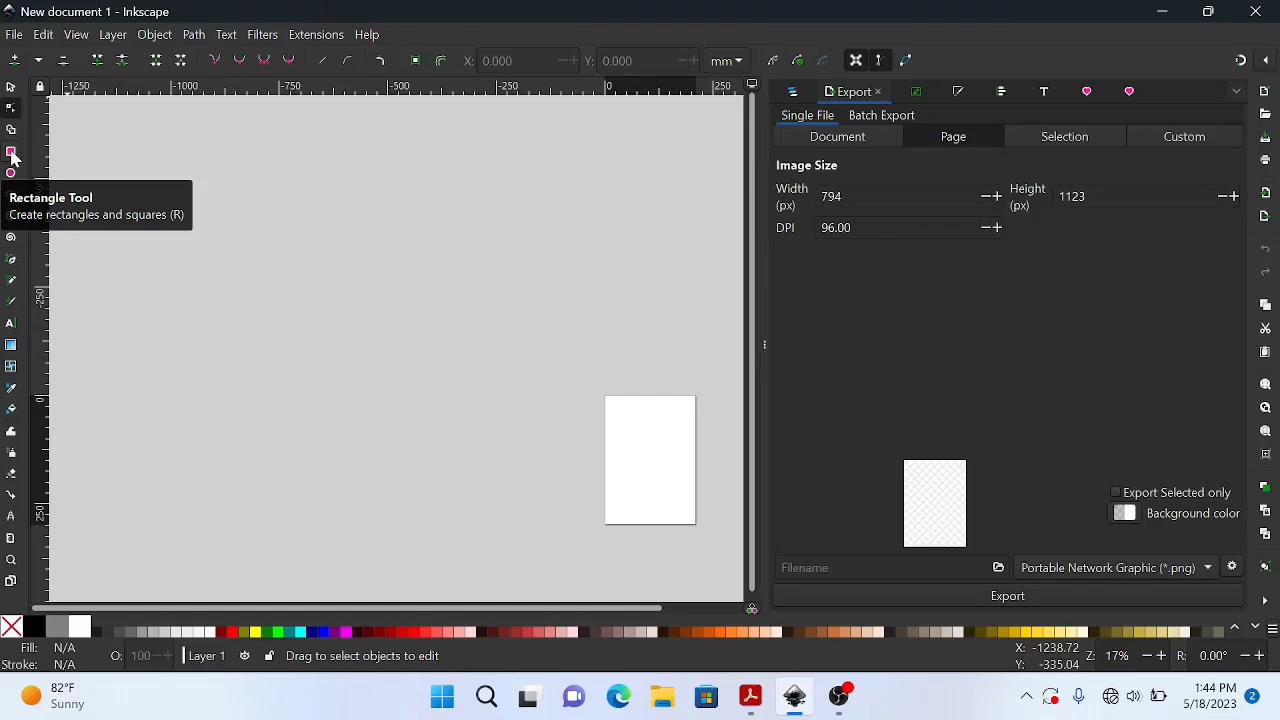 New document 1 - Inkscape
File Edit View Layer Object Path Text Filters Extensions Help
X: 0.000 Y: 0.000 mm
-1250 -1000 -750 -500 -250 0 250
Export
Single File Batch Export
Document Page Selection Custom
Image Size
Width (px) 794 Height (px) 1123
DPI 96.00
Rectangle Tool
Create rectangles and squares (R)
-250
0
250
Export Selected only
Background color
Filename Portable Network Graphic (*.png)
Export
Fill: N/A
Stroke: N/A
O: 100 Layer 1 Drag to select objects to edit
X: -1238.72
Y: -335.04
Z: 17% R: 0.00°
82°F
Sunny
1:44 PM
5/18/2023
2